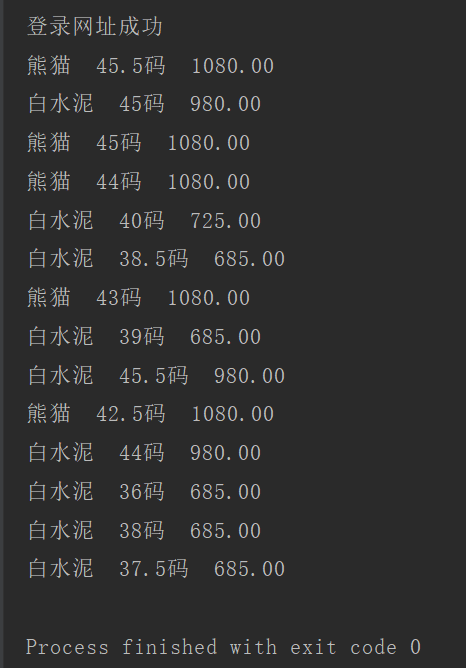 登录网址成功
熊猫  45.5码  1080.00
白水泥  45码  980.00
熊猫  45码  1080.00
熊猫  44码  1080.00
白水泥  40码  725.00
白水泥  38.5码  685.00
熊猫  43码  1080.00
白水泥  39码  685.00
白水泥  45.5码  980.00
熊猫  42.5码  1080.00
白水泥  44码  980.00
白水泥  36码  685.00
白水泥  38码  685.00
白水泥  37.5码  685.00
Process finished with exit code 0